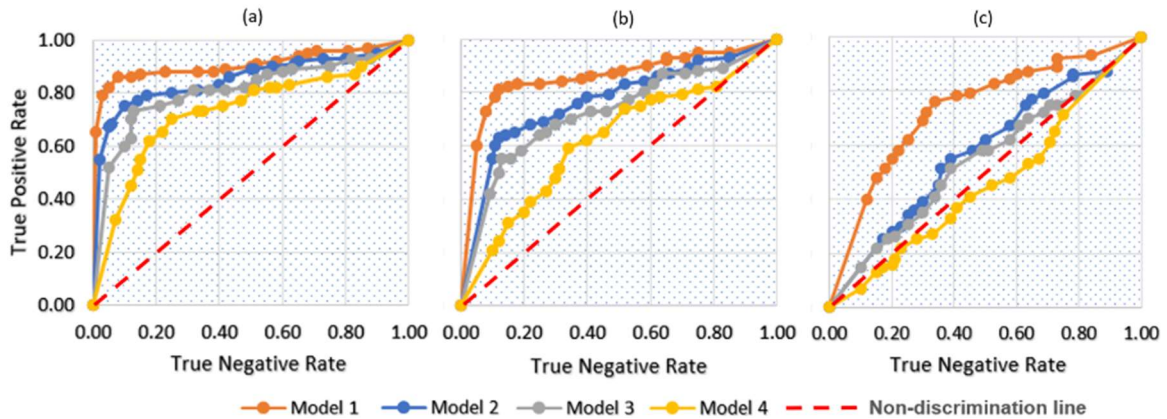 (a) (b) (c)
1.00
0.80
0.60
0.40
0.20
0.00
True Positive Rate
0.00 0.20 0.40 0.60 0.80 1.00 0.00 0.20 0.40 0.60 0.80 1.00 0.00 0.20 0.40 0.60 0.80 1.00
True Negative Rate True Negative Rate True Negative Rate
Model 1 Model 2 Model 3 Model 4 Non-discrimination line